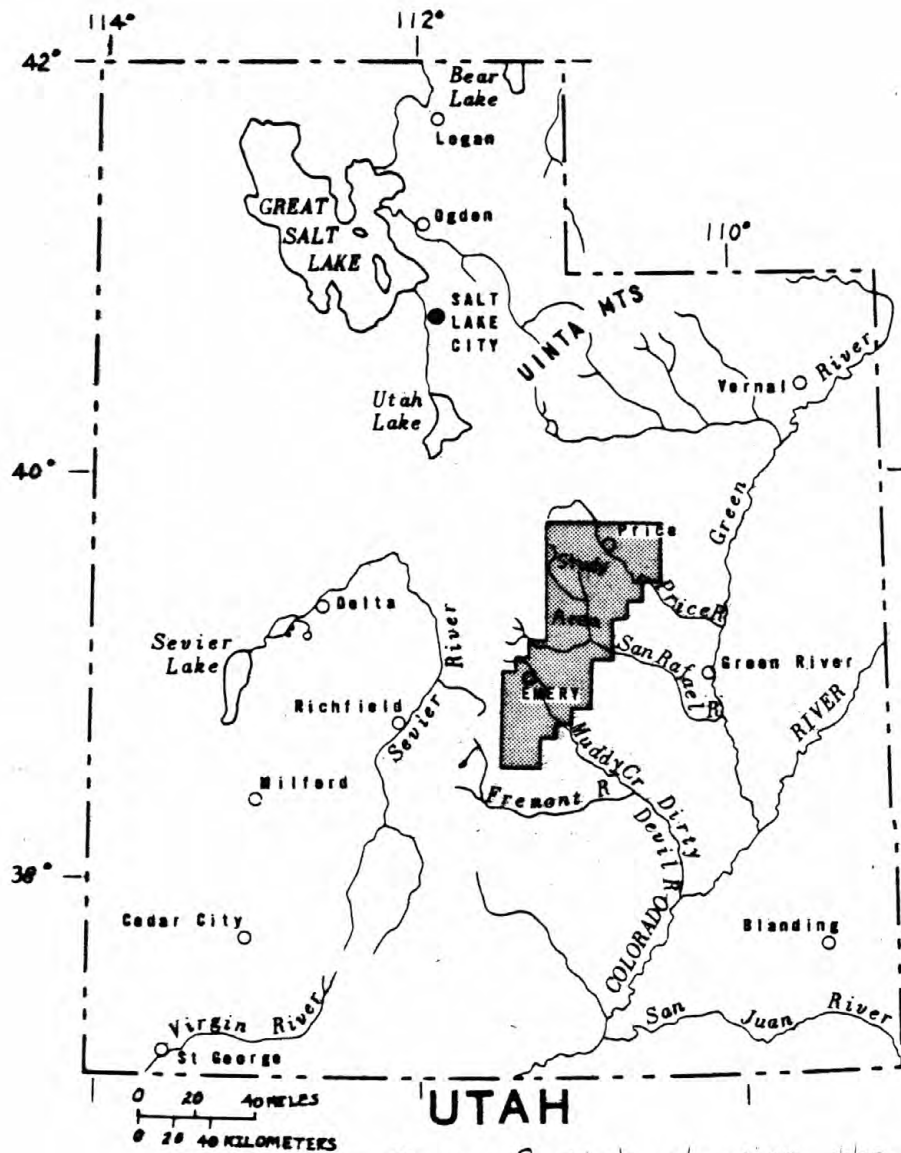 114°
112°
42°
Bear
Lake
Logan
GREAT
SALT
LAKE
Ogden
110°
SALT
LAKE
CITY
UINTA MTS
Vernal
Green River
Utah
Lake
40°
Price
Study
Area
Price R
Delta
Sevier
Lake
Sevier River
San Rafael R
Green River
EMERY
Richfield
RIVER
Milford
Muddy Cr
Fremont R
Dirty
Devil R
38°
Cedar City
COLORADO
Blanding
Virgin River
San Juan River
St George
0 20 40 MILES
0 20 40 KILOMETERS
UTAH